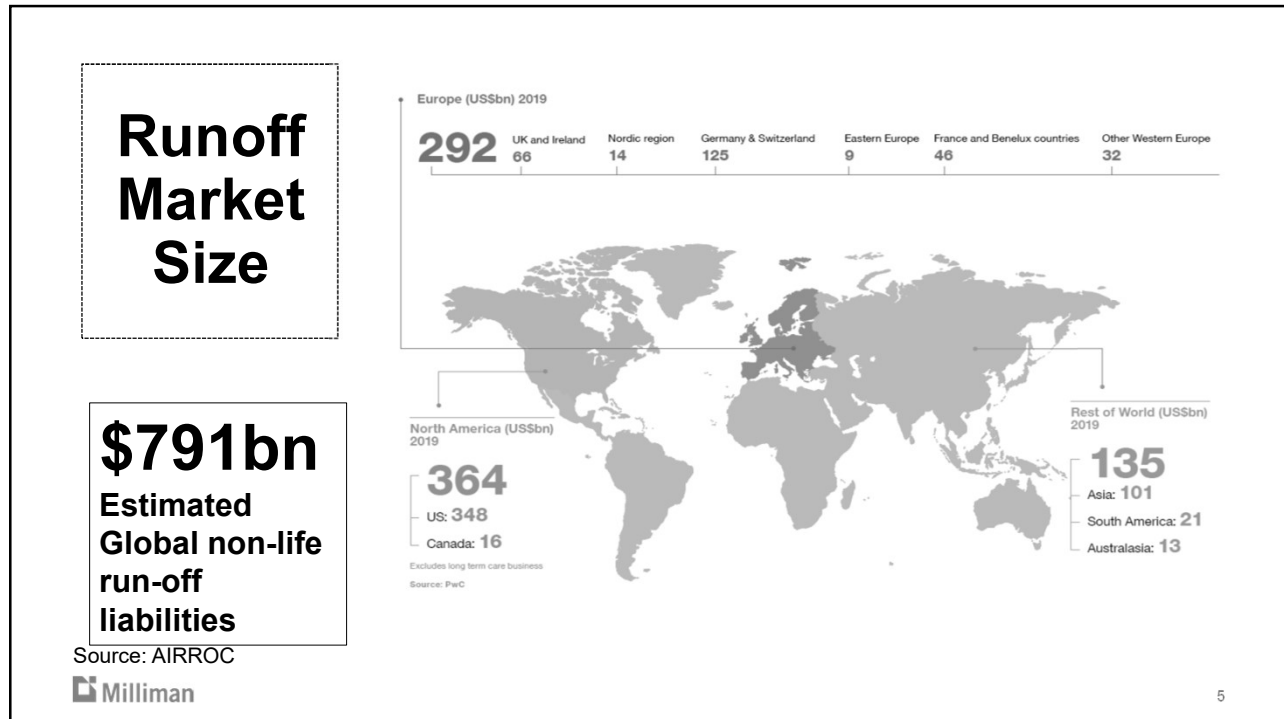 Runoff
Market
Size
$791bn
Estimated
Global non-life
run-off
liabilities
Source: AIRROC
Europe (US$bn) 2019
292
UK and Ireland
66
Nordic region
14
Germany & Switzerland
125
Eastern Europe
9
France and Benelux countries
46
Other Western Europe
32
North America (US$bn)
2019
364
US: 348
Canada: 16
Excludes long term care business
Source: PwC
Rest of World (US$bn)
2019
135
Asia: 101
South America: 21
Australasia: 13
Milliman
5